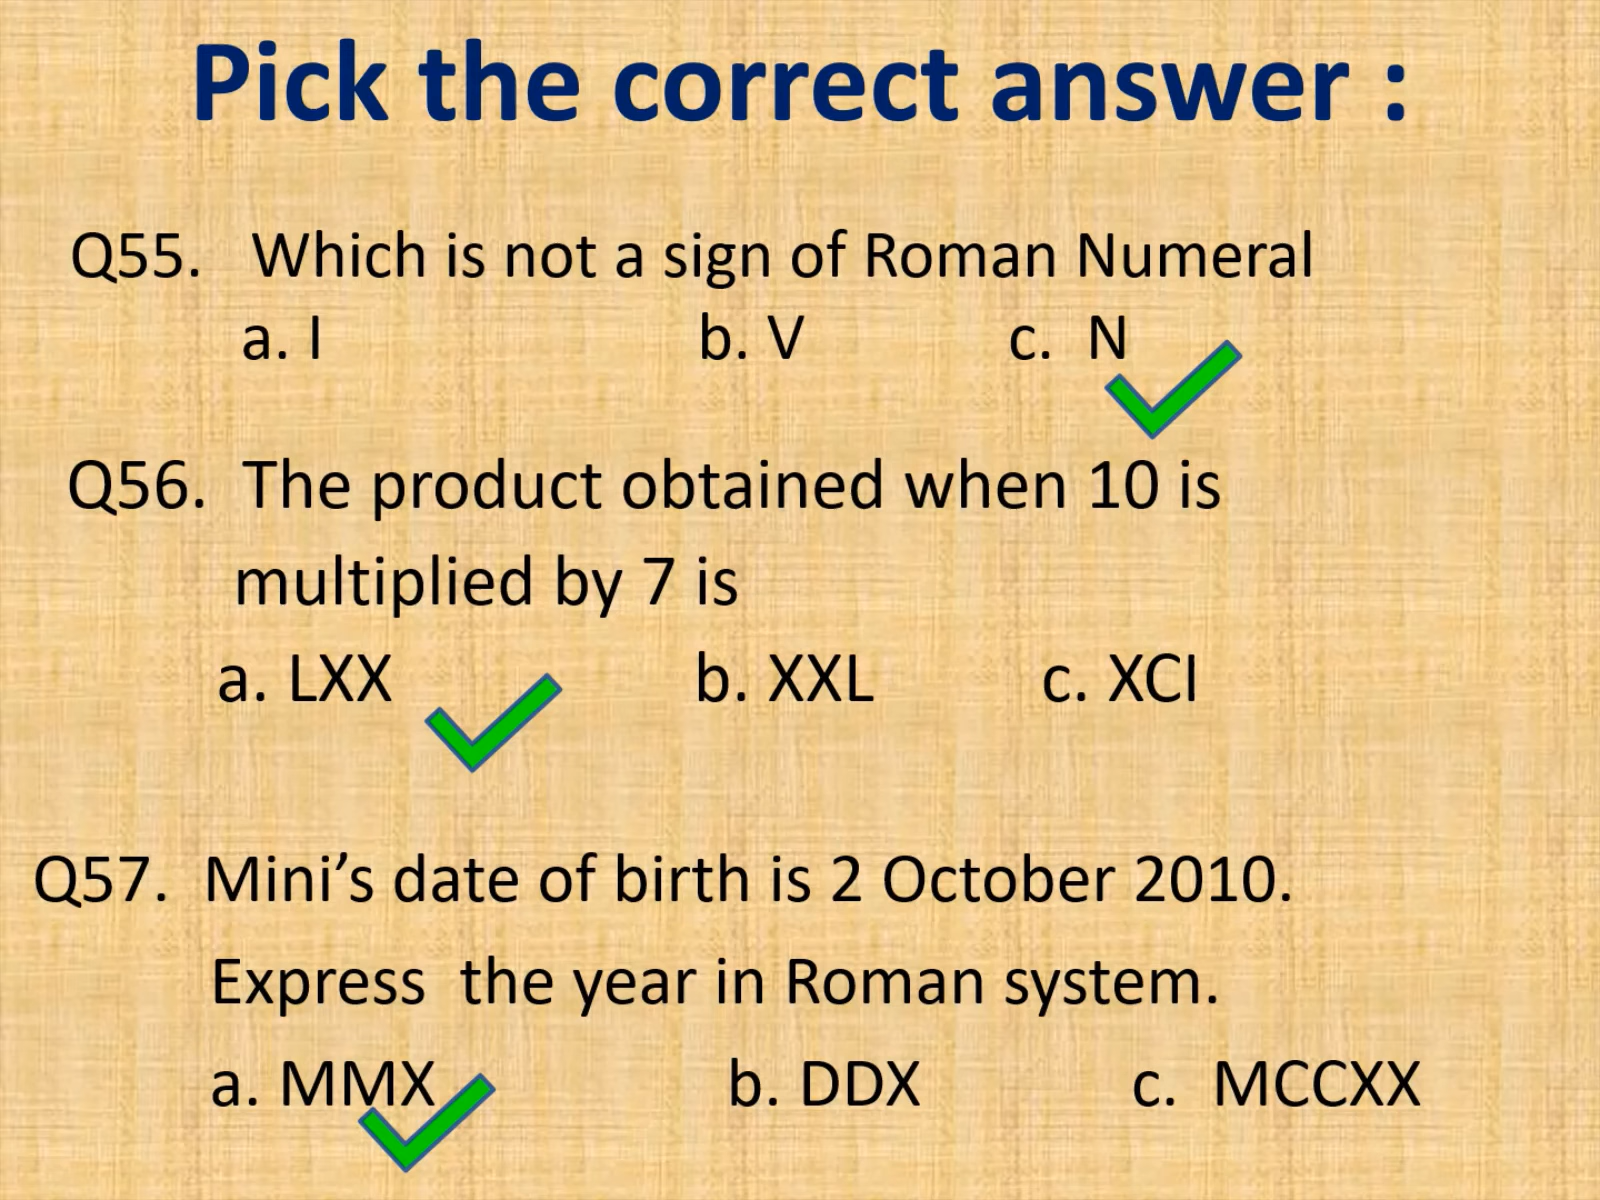 Pick the correct answer :
Q55. Which is not a sign of Roman Numeral
a. I b. V c. N
Q56. The product obtained when 10 is
multiplied by 7 is
a. LXX b. XXL c. XCI
Q57. Mini’s date of birth is 2 October 2010.
Express the year in Roman system.
a. MMX b. DDX c. MCCXX